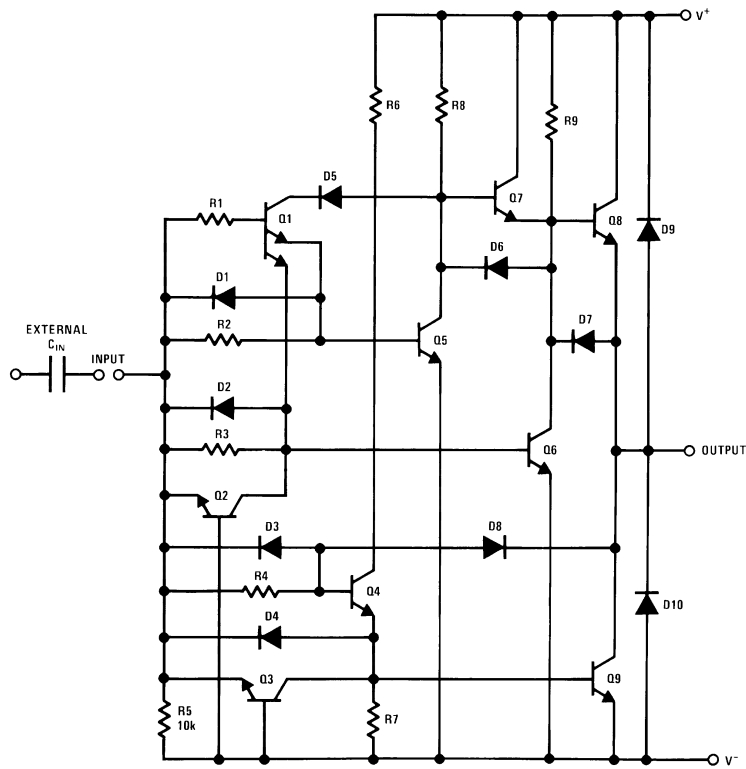 V+
R6
R8
R9
D5
R1
Q1
Q7
Q8
D9
D6
D1
EXTERNAL
CIN
INPUT
R2
Q5
D7
D2
R3
Q6
OUTPUT
Q2
D3
D8
R4
Q4
D10
D4
Q3
Q9
R5
10k
R7
V-